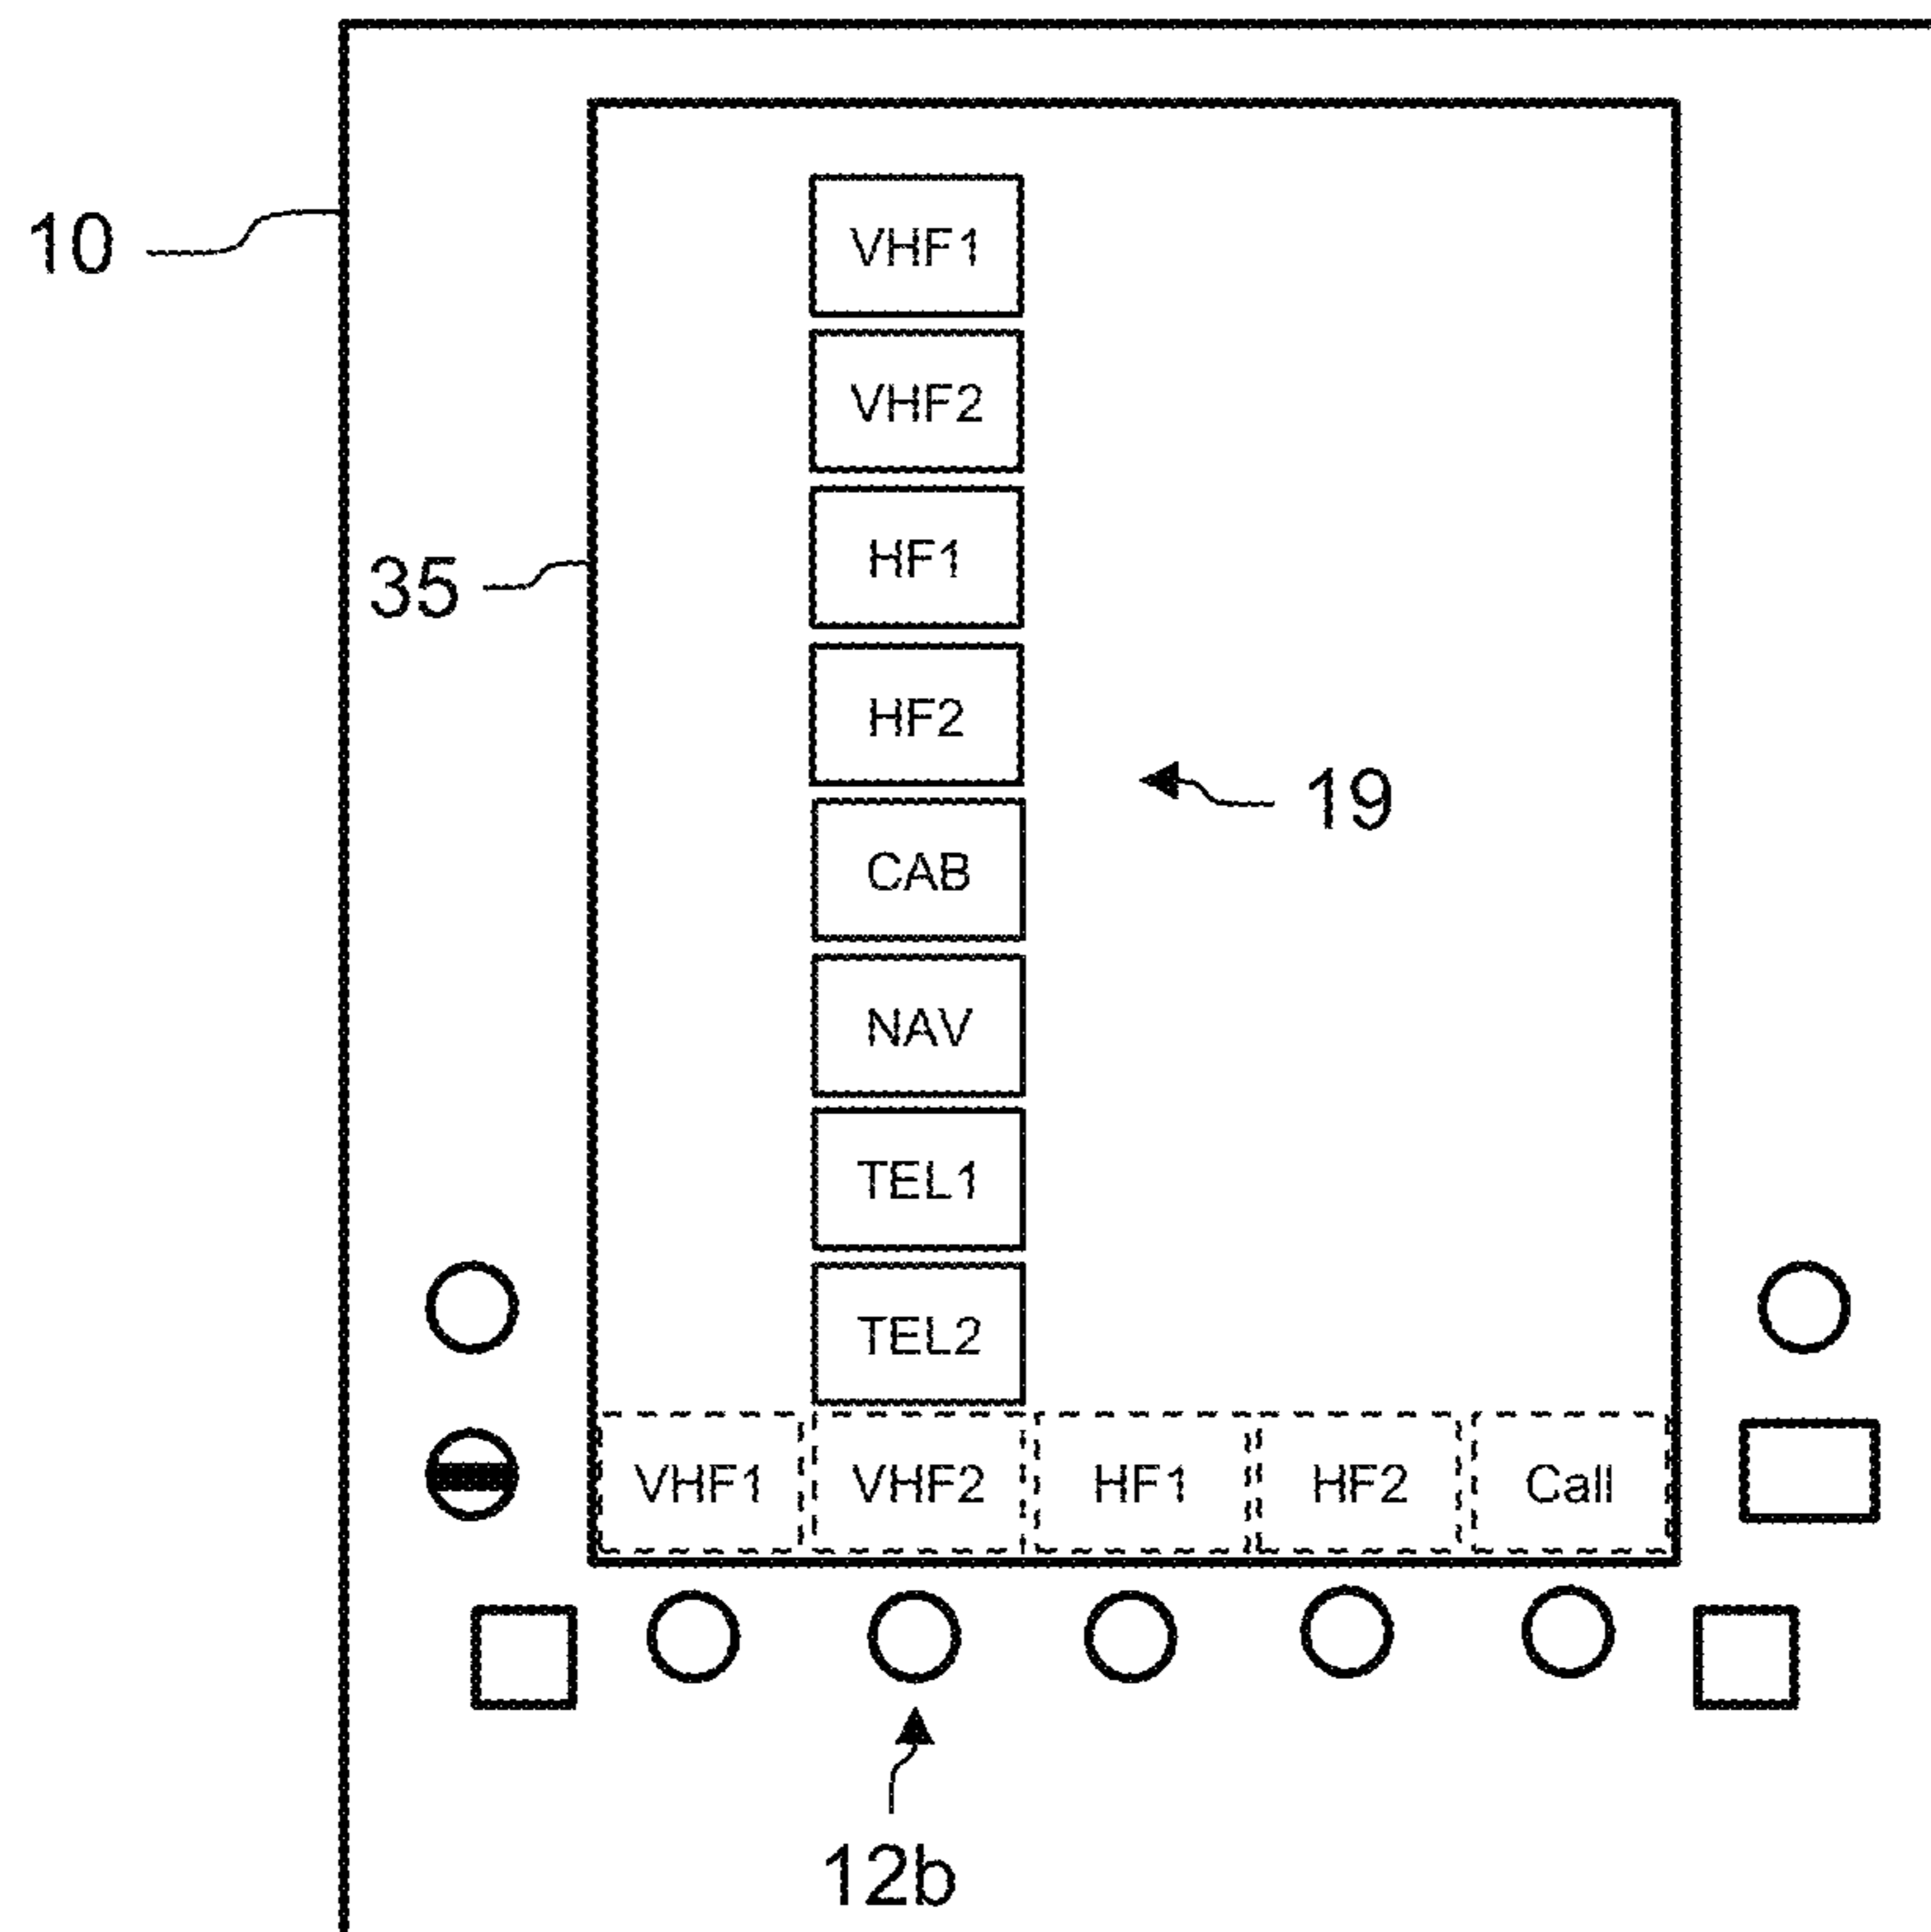 10
VHF1
VHF2
35
HF1
HF2
19
CAB
NAV
TEL1
TEL2
VHF1 VHF2 HF1 HF2 Call
12b